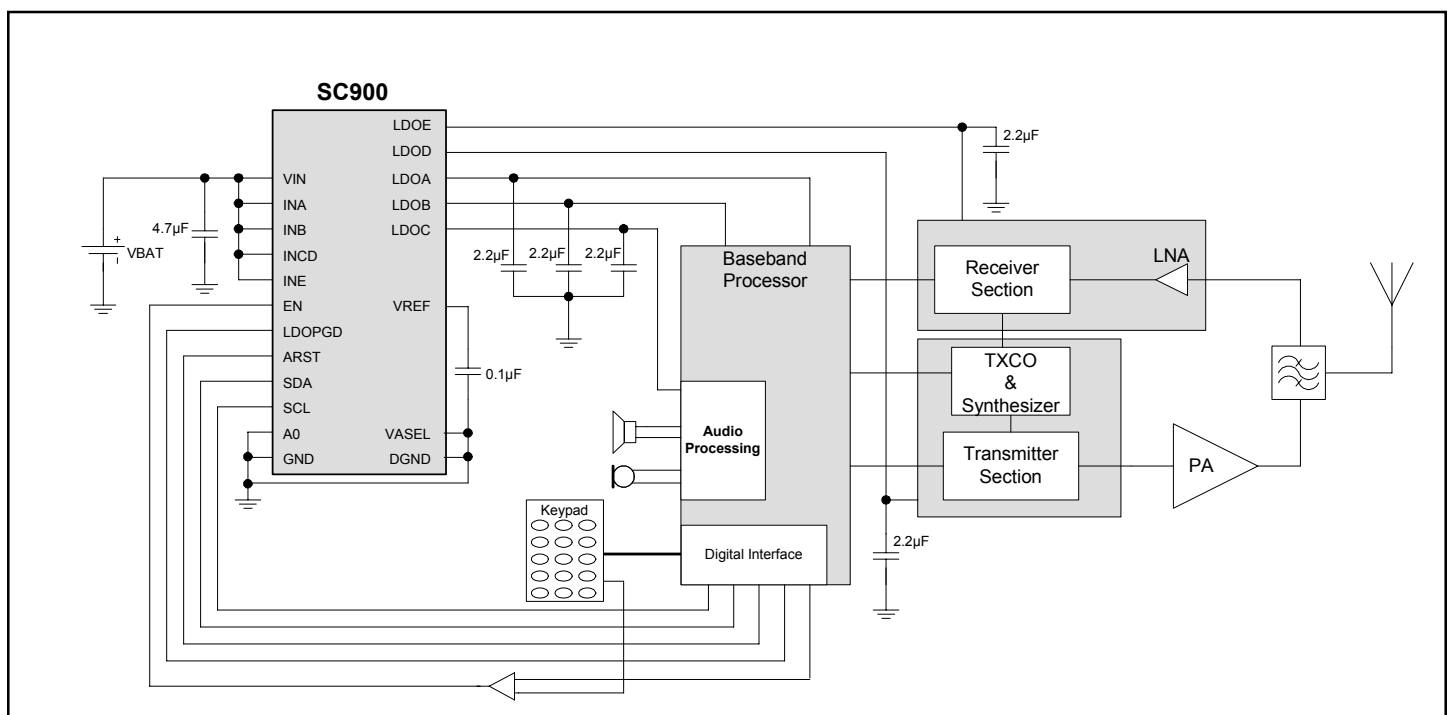 SC900
LDOE
LDOD
VIN
LDOA
INA
LDOB
INB
LDOC
INCD
INE
EN
VREF
LDOPGD
ARST
SDA
SCL
A0
VASEL
GND
DGND
4.7µF
+
VBAT
2.2µF
2.2µF
2.2µF
2.2µF
0.1µF
Baseband
Processor
Receiver
Section
LNA
TXCO
&
Synthesizer
Transmitter
Section
PA
Audio
Processing
Keypad
Digital Interface
2.2µF